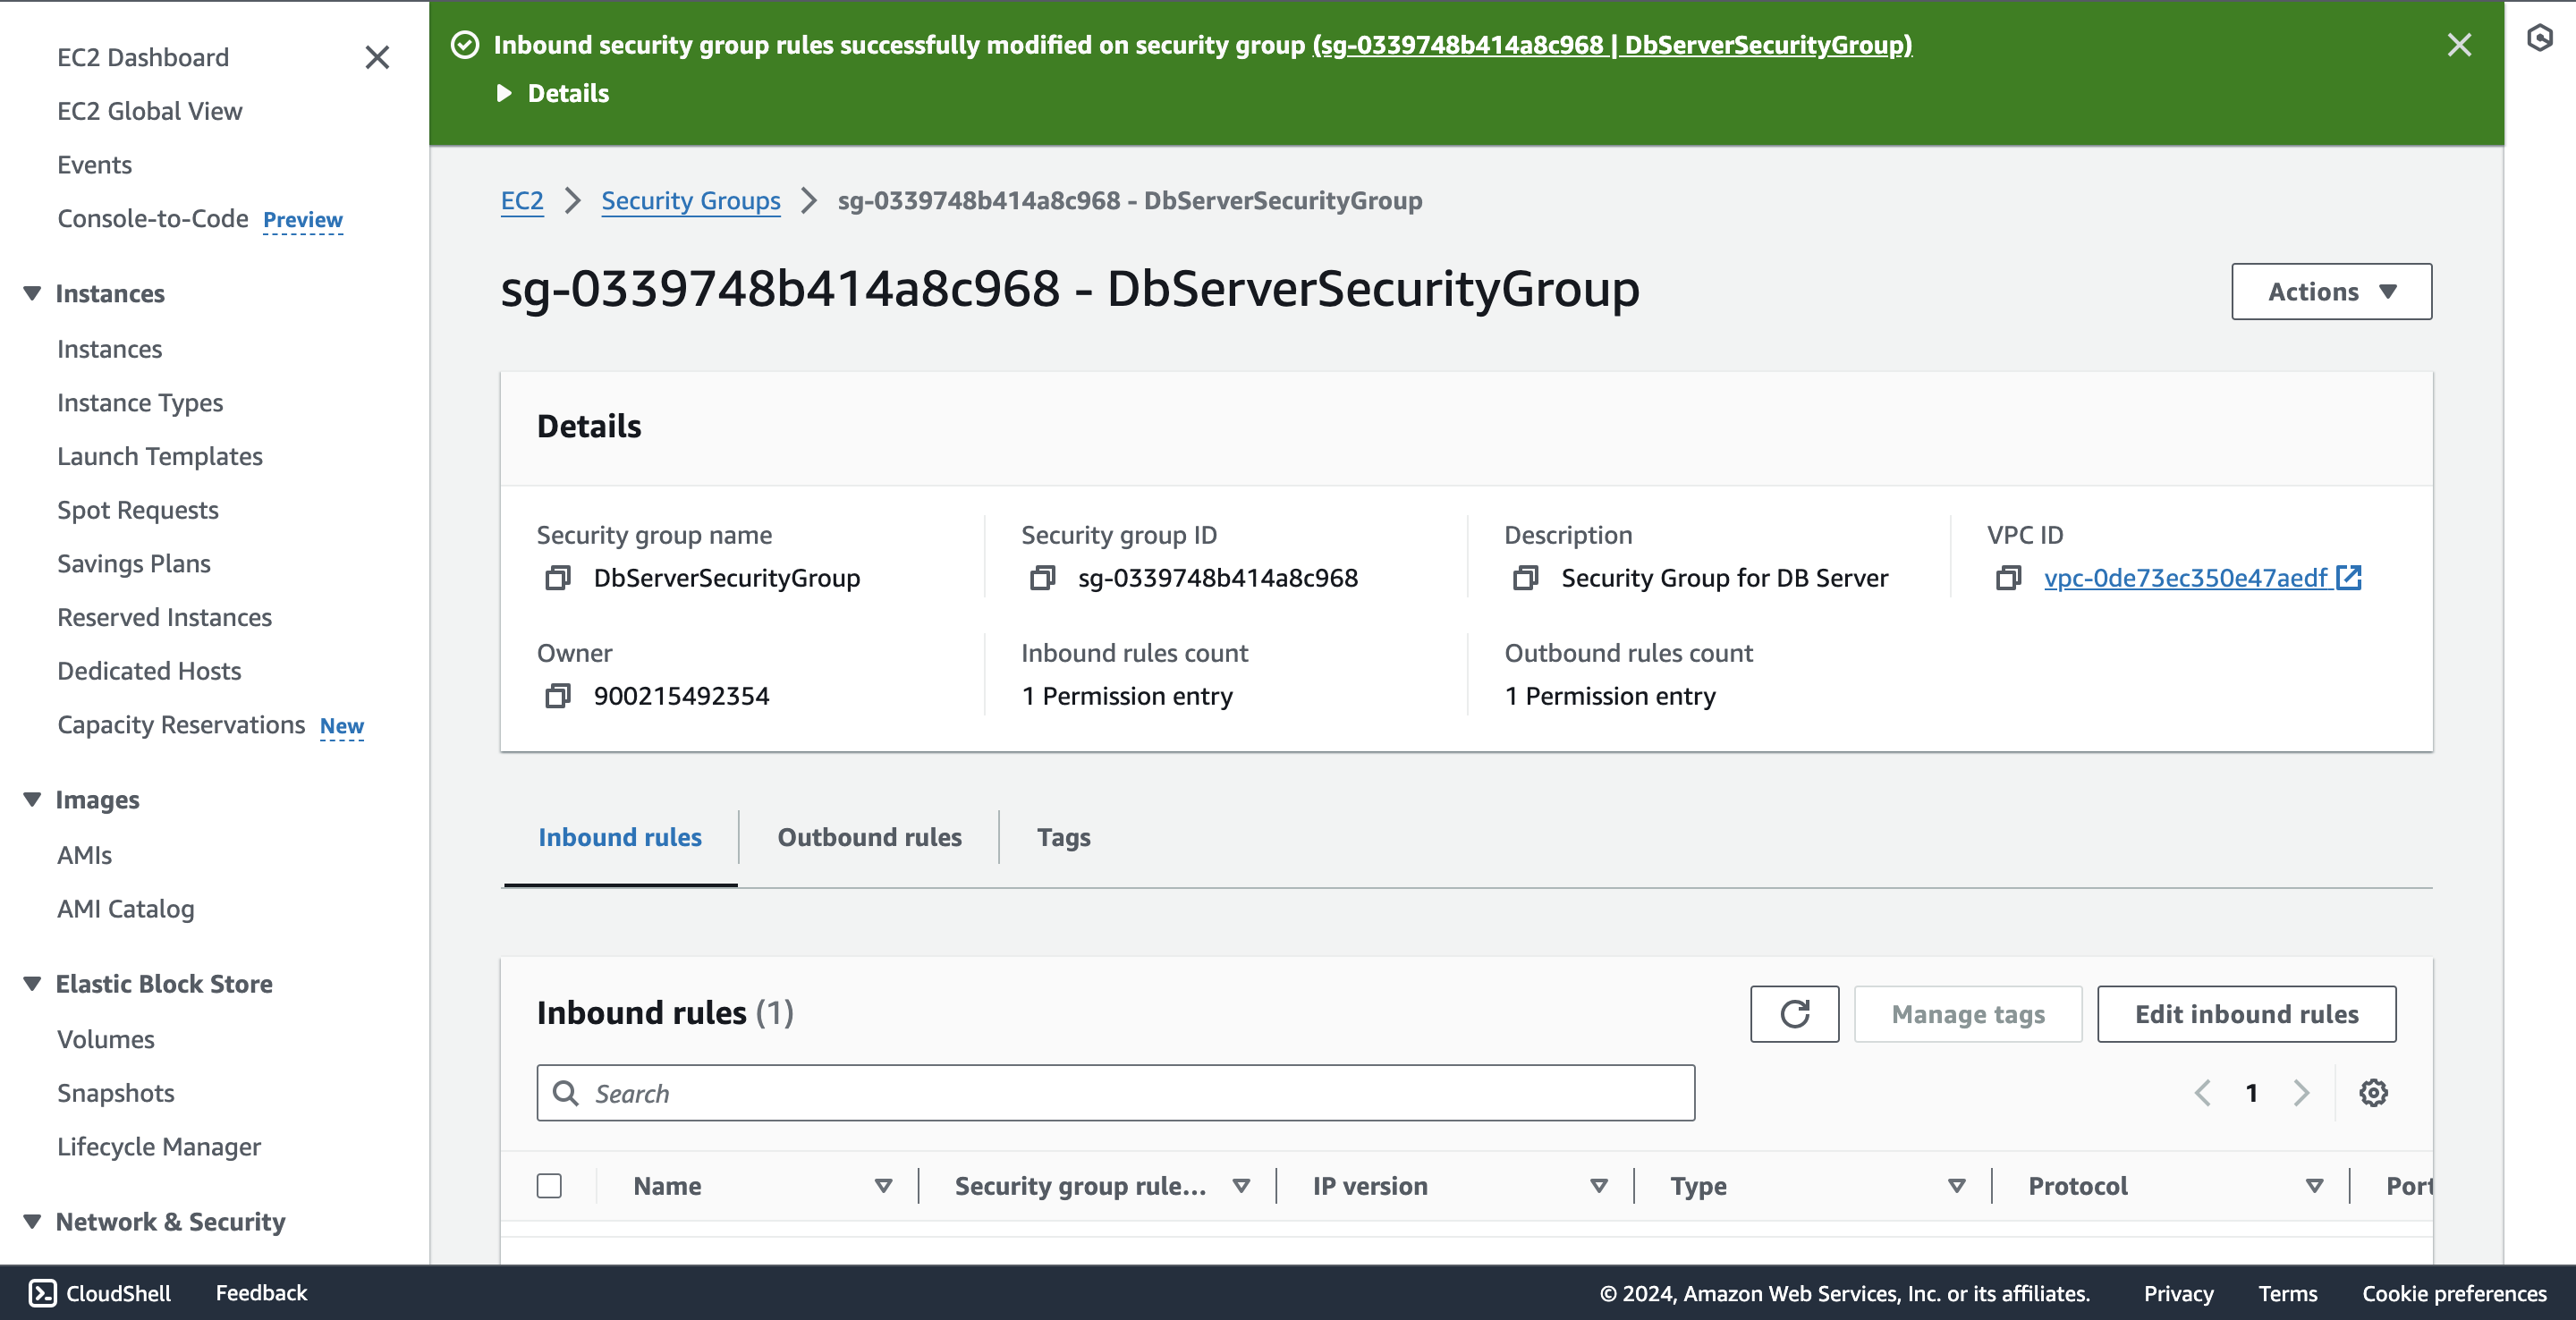 EC2 Dashboard
EC2 Global View
Events
Console-to-Code Preview
Instances
Instances
Instance Types
Launch Templates
Spot Requests
Savings Plans
Reserved Instances
Dedicated Hosts
Capacity Reservations New
Images
AMIs
AMI Catalog
Elastic Block Store
Volumes
Snapshots
Lifecycle Manager
Network & Security
Inbound security group rules successfully modified on security group (sg-0339748b414a8c968 | DbServerSecurityGroup)
Details
EC2 Security Groups sg-0339748b414a8c968 - DbServerSecurityGroup
sg-0339748b414a8c968 - DbServerSecurityGroup
Actions
Details
Security group name Security group ID Description VPC ID
DbServerSecurityGroup sg-0339748b414a8c968 Security Group for DB Server vpc-0de73ec350e47aedf
Owner Inbound rules count Outbound rules count
900215492354 1 Permission entry 1 Permission entry
Inbound rules Outbound rules Tags
Inbound rules (1)
Manage tags Edit inbound rules
Search
1
Name Security group rule... IP version Type Protocol Port
CloudShell Feedback © 2024, Amazon Web Services, Inc. or its affiliates. Privacy Terms Cookie preferences